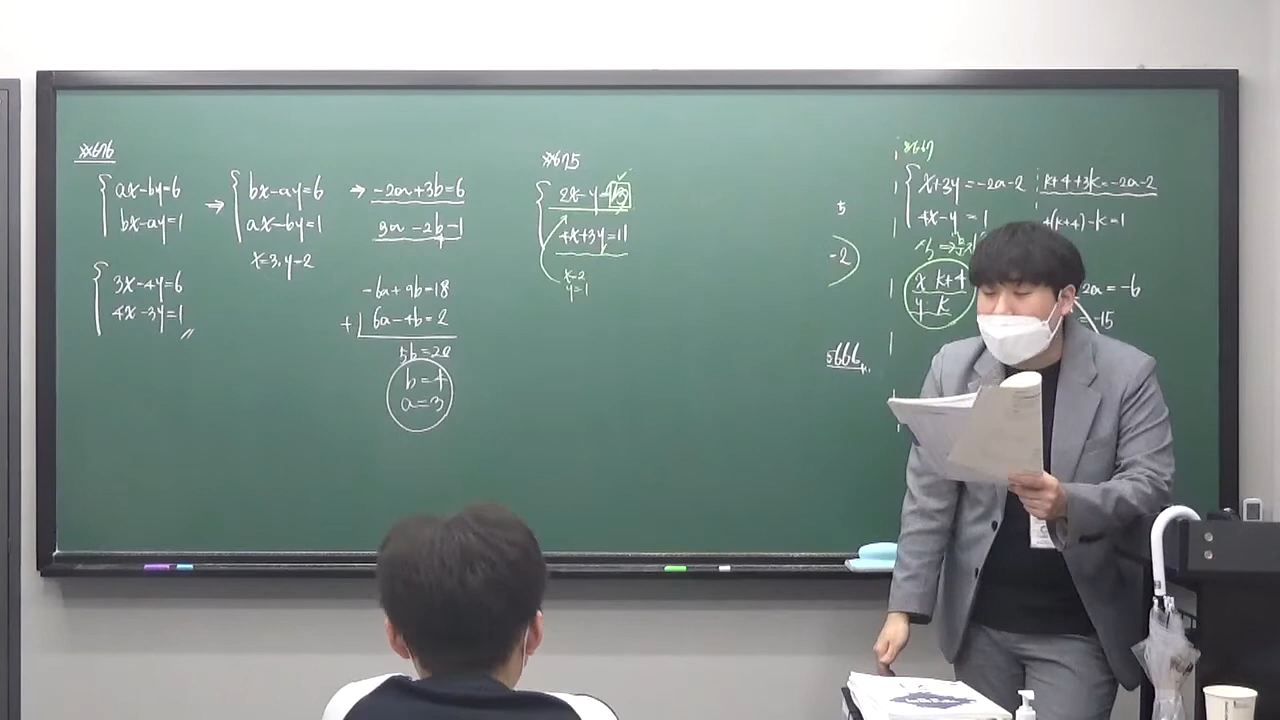 ※676
ax-by=6
bx-ay=1
3x-4y=6
4x-3y=1
⇒
bx-ay=6
ax-by=1
x=3, y=2
→ -2a+3b=6
3a-2b=1
-6a+9b=18
+) 6a-4b=2
5b=20
b=4
a=3
※675
2x-y=3
4x+3y=11
x=2
y=1
5
-2
5666
※667
x+3y=-2a-2
4x-y=1
x=k+4
y=k
k+4+3k=-2a-2
4(k+4)-k=1
2a=-6
=-15